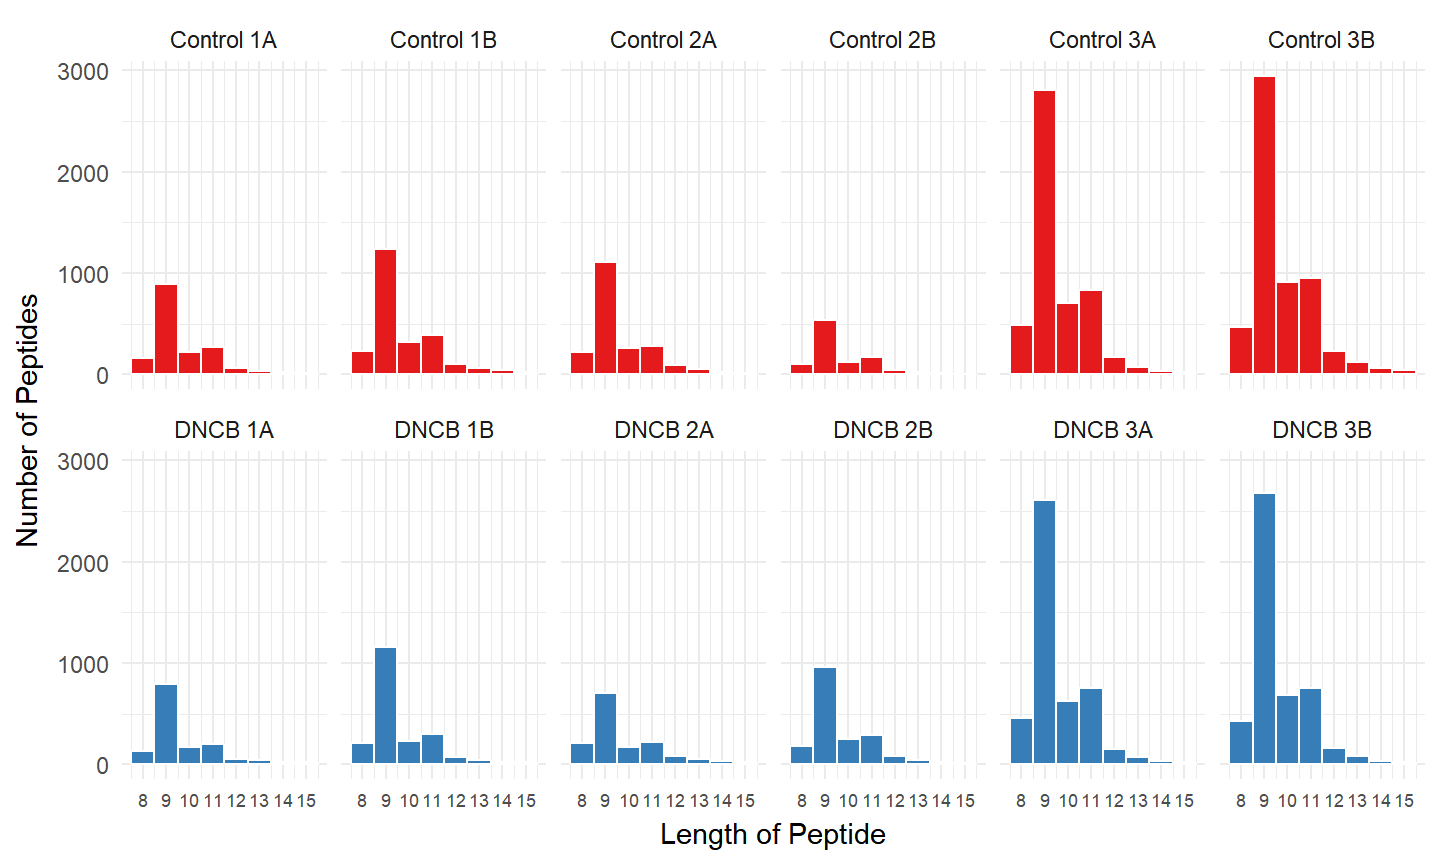 Control 1A Control 1B Control 2A Control 2B Control 3A Control 3B
3000
2000
1000
0
DNCB 1A DNCB 1B DNCB 2A DNCB 2B DNCB 3A DNCB 3B
3000
2000
1000
0
Number of Peptides
8 9 10 11 12 13 14 15 8 9 10 11 12 13 14 15 8 9 10 11 12 13 14 15 8 9 10 11 12 13 14 15 8 9 10 11 12 13 14 15 8 9 10 11 12 13 14 15
Length of Peptide